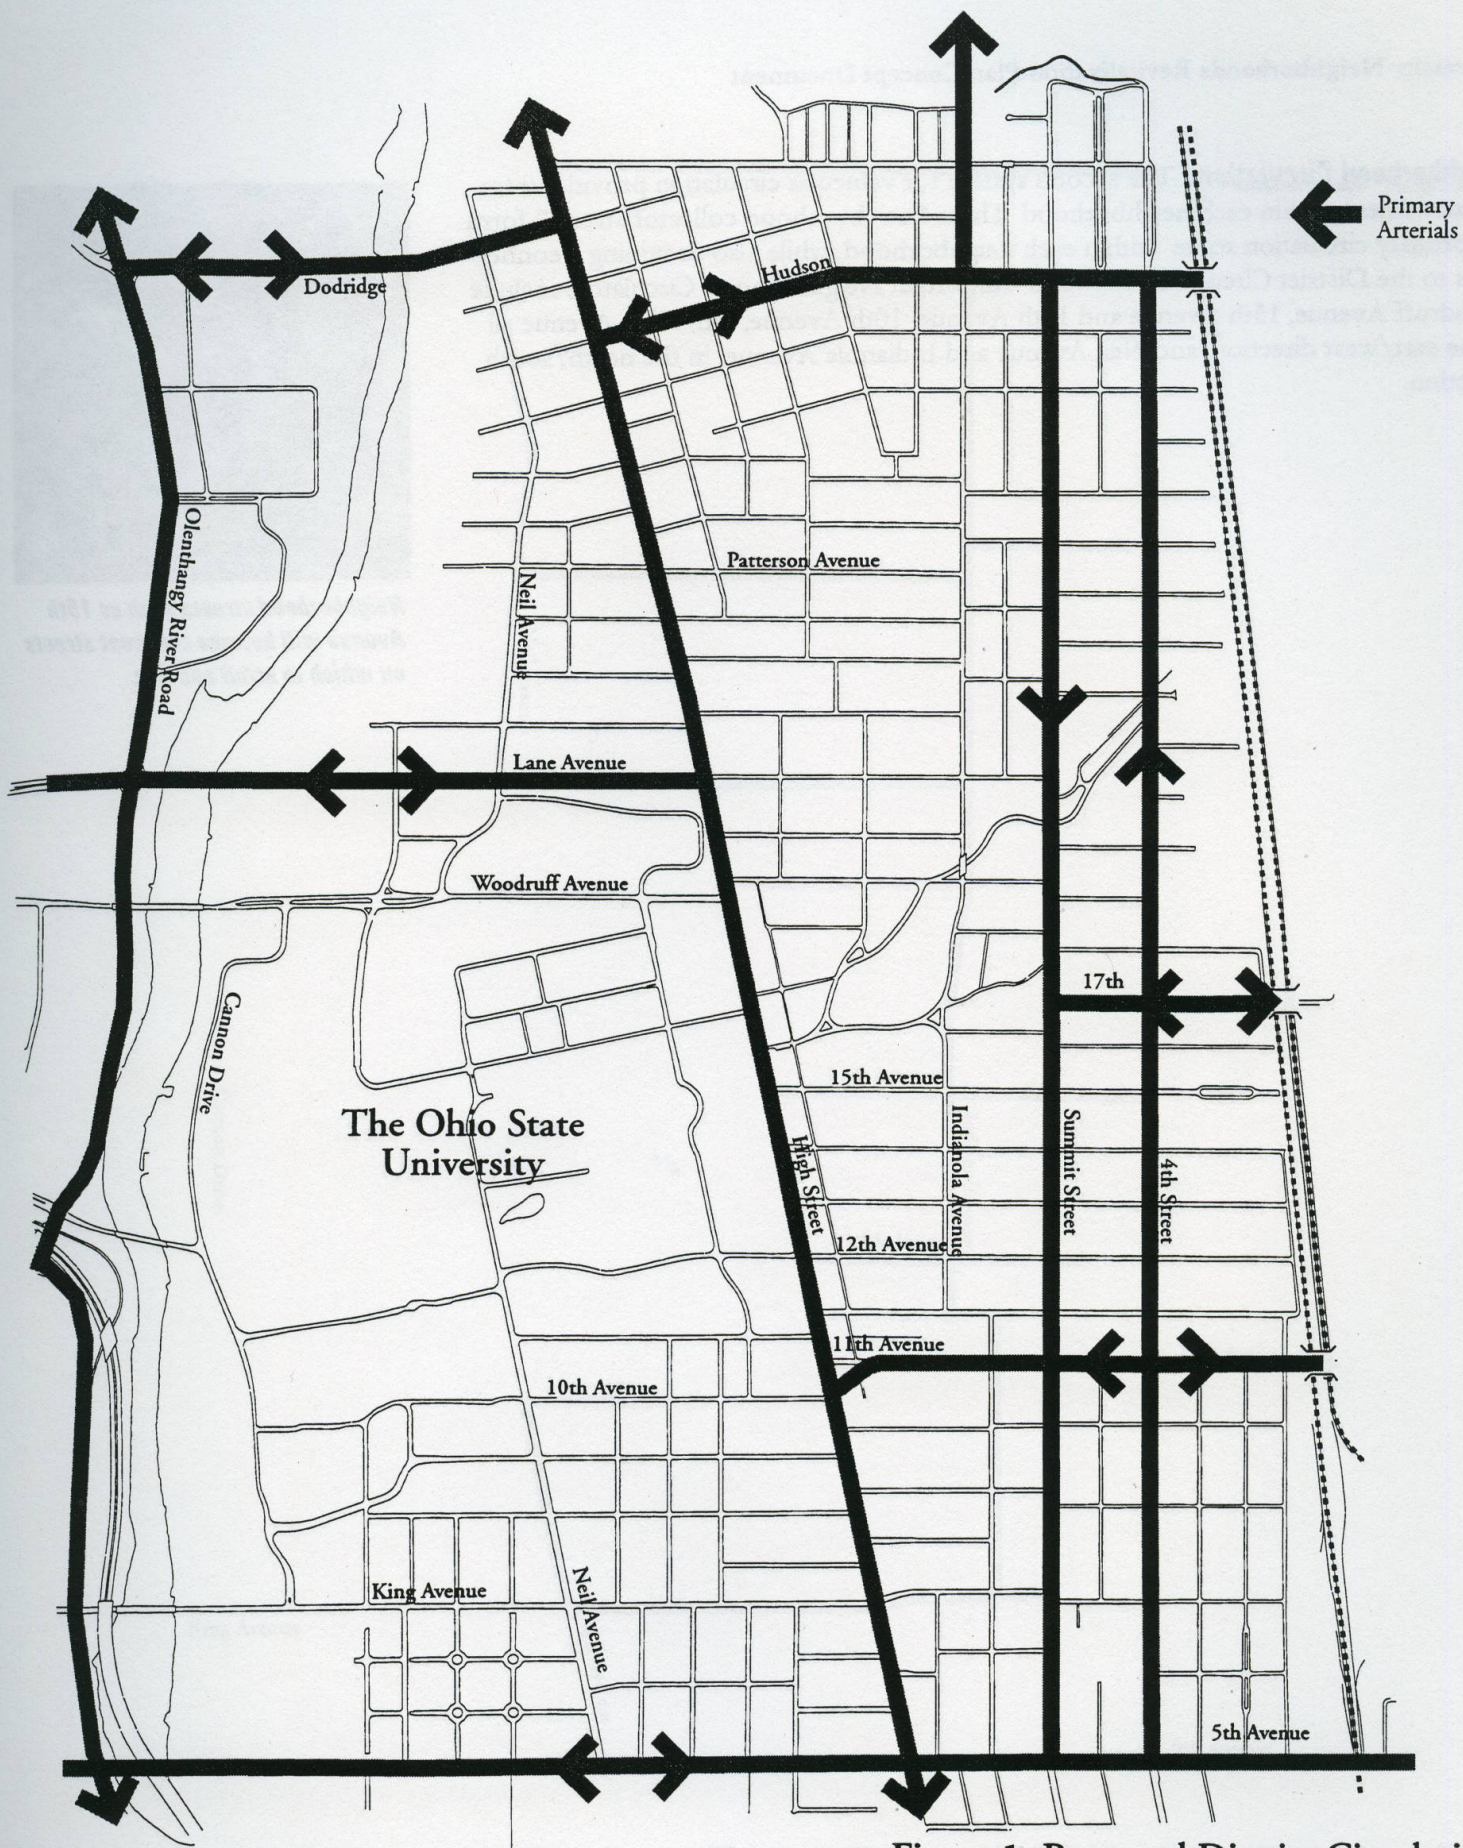 Primary
Arterials
Hudson
Dodridge
Olenthangy River Road
Patterson Avenue
Neil Avenue
Lane Avenue
Woodruff Avenue
17th
Cannon Drive
15th Avenue
The Ohio State
University
High Street
Indianola Avenue
Summit Street
4th Street
12th Avenue
11th Avenue
10th Avenue
King Avenue
Neil Avenue
5th Avenue